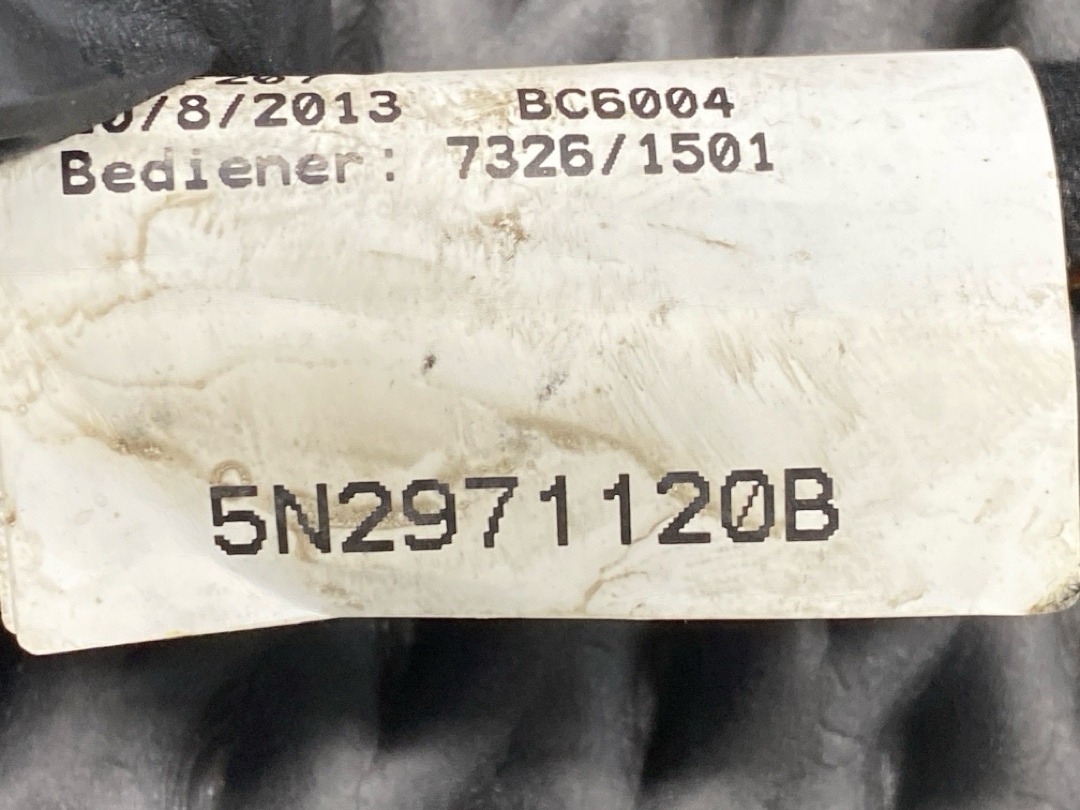 /8/2013 BC6004
Bediener: 7326/1501
5N2971120B